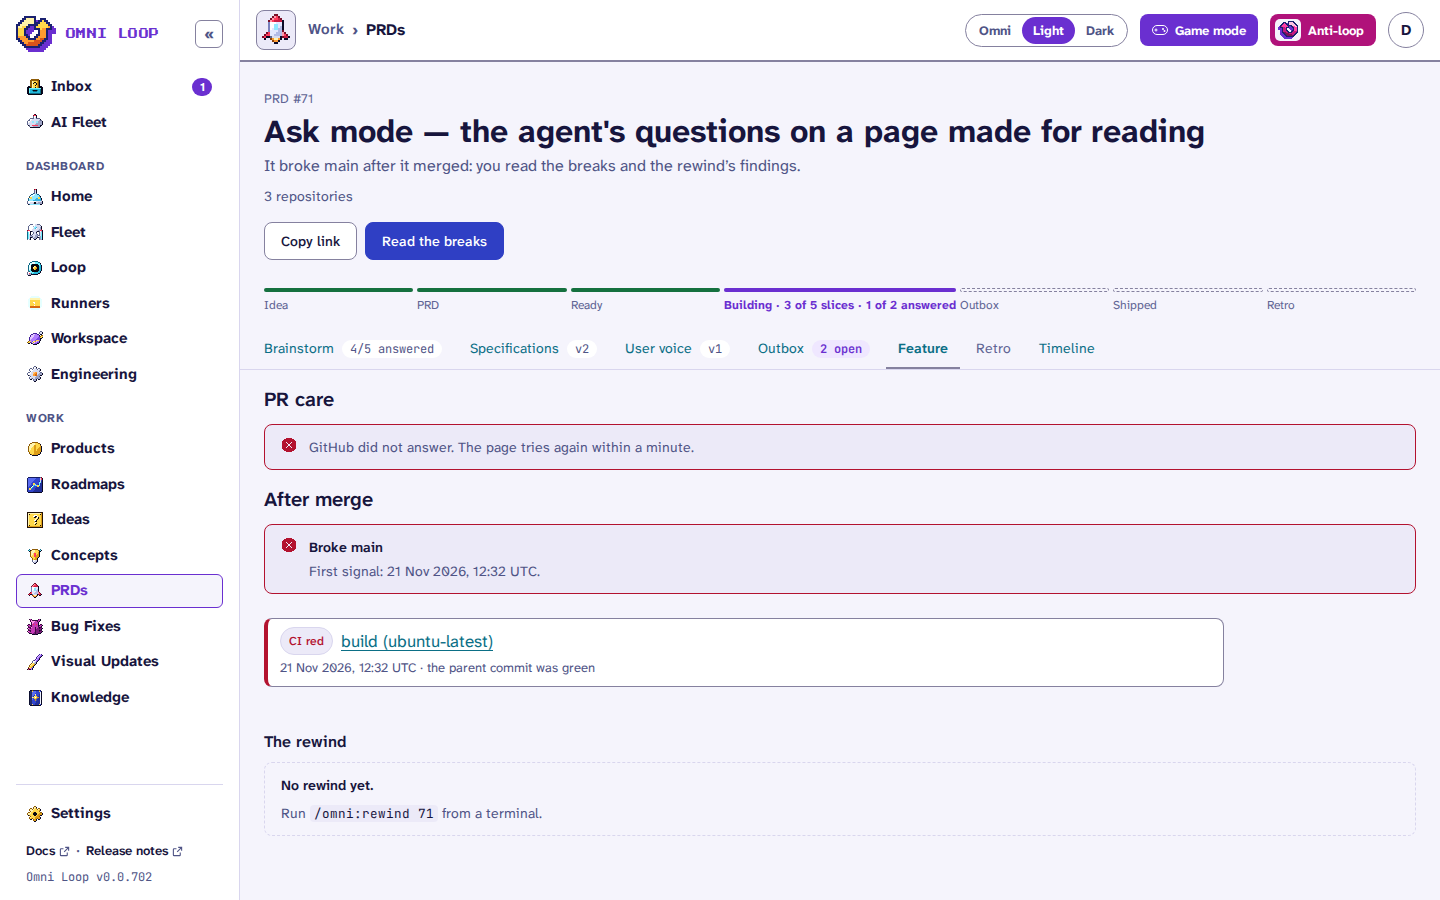 OMNI LOOP
«
Inbox
1
AI Fleet
DASHBOARD
Home
Fleet
Loop
Runners
Workspace
Engineering
WORK
Products
Roadmaps
Ideas
Concepts
PRDs
Bug Fixes
Visual Updates
Knowledge
Settings
Docs · Release notes
Omni Loop v0.0.702
Work › PRDs
Omni Light Dark
Game mode
Anti-loop
D
PRD #71
Ask mode — the agent's questions on a page made for reading
It broke main after it merged: you read the breaks and the rewind's findings.
3 repositories
Copy link
Read the breaks
Idea
PRD
Ready
Building · 3 of 5 slices · 1 of 2 answered
Outbox
Shipped
Retro
Brainstorm 4/5 answered
Specifications v2
User voice v1
Outbox 2 open
Feature
Retro
Timeline
PR care
GitHub did not answer. The page tries again within a minute.
After merge
Broke main
First signal: 21 Nov 2026, 12:32 UTC.
CI red build (ubuntu-latest)
21 Nov 2026, 12:32 UTC · the parent commit was green
The rewind
No rewind yet.
Run /omni:rewind 71 from a terminal.